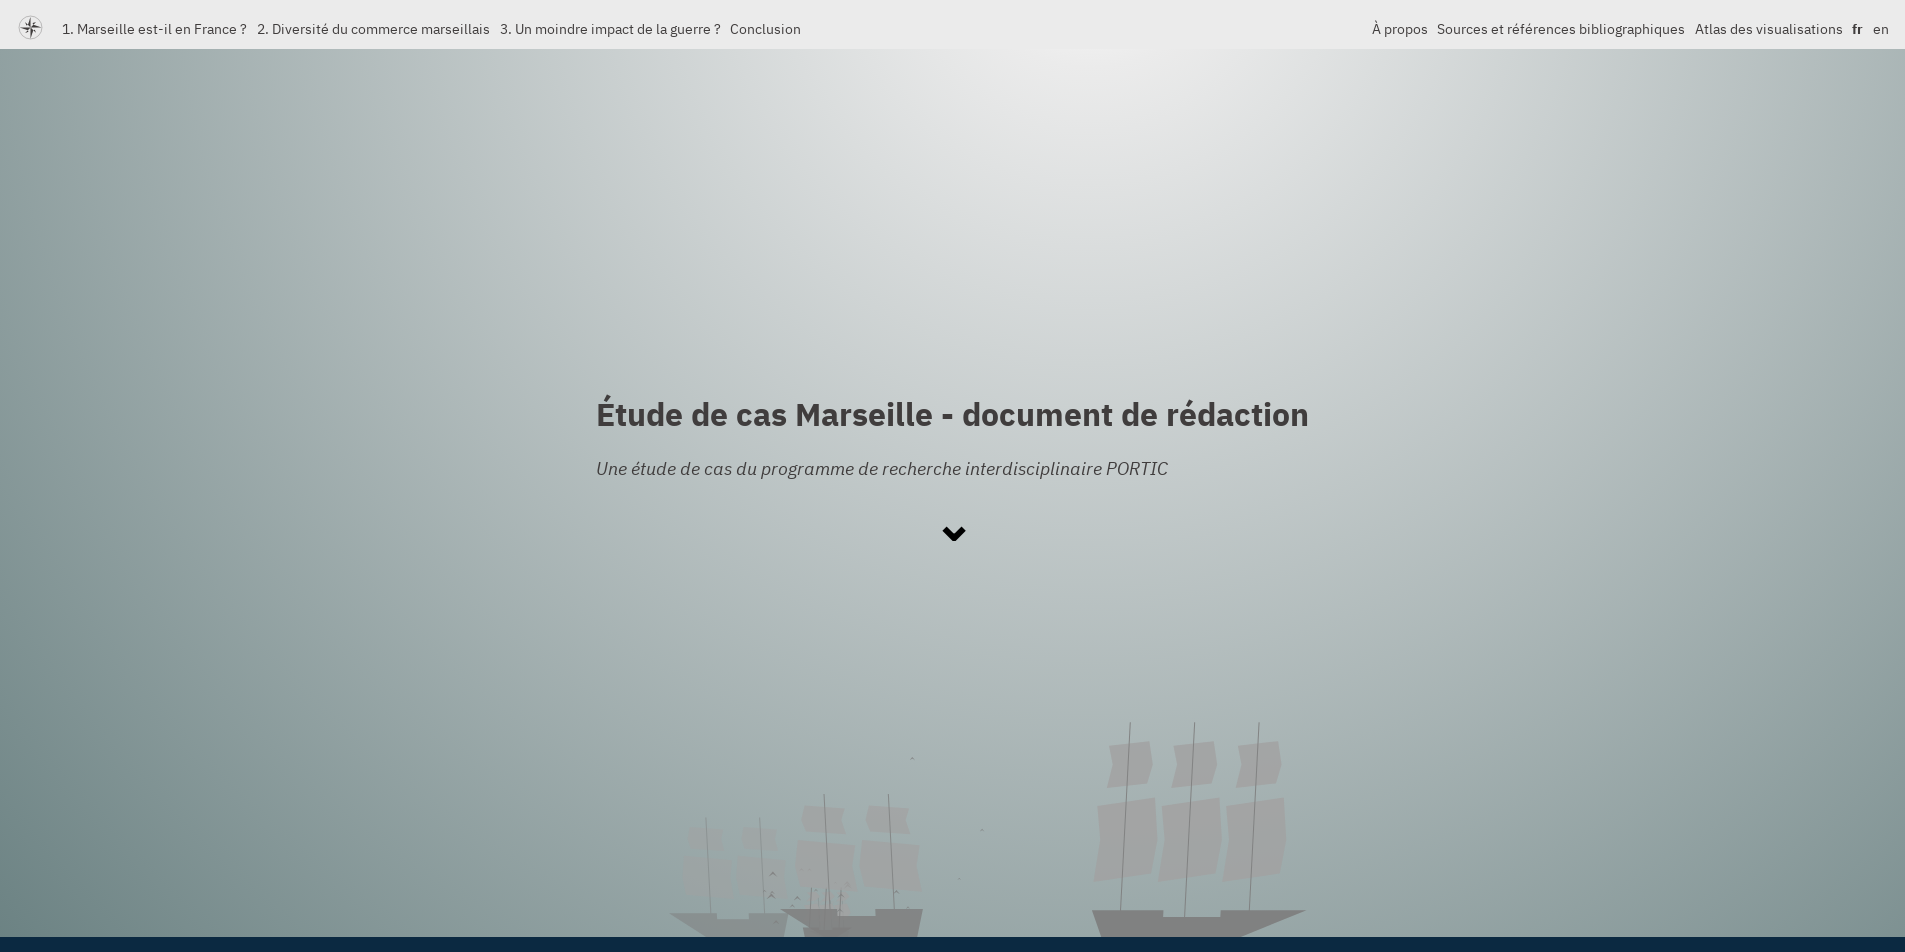 1. Marseille est-il en France ? 2. Diversité du commerce marseillais 3. Un moindre impact de la guerre ? Conclusion À propos Sources et références bibliographiques Atlas des visualisations fr en
Étude de cas Marseille - document de rédaction
Une étude de cas du programme de recherche interdisciplinaire PORTIC